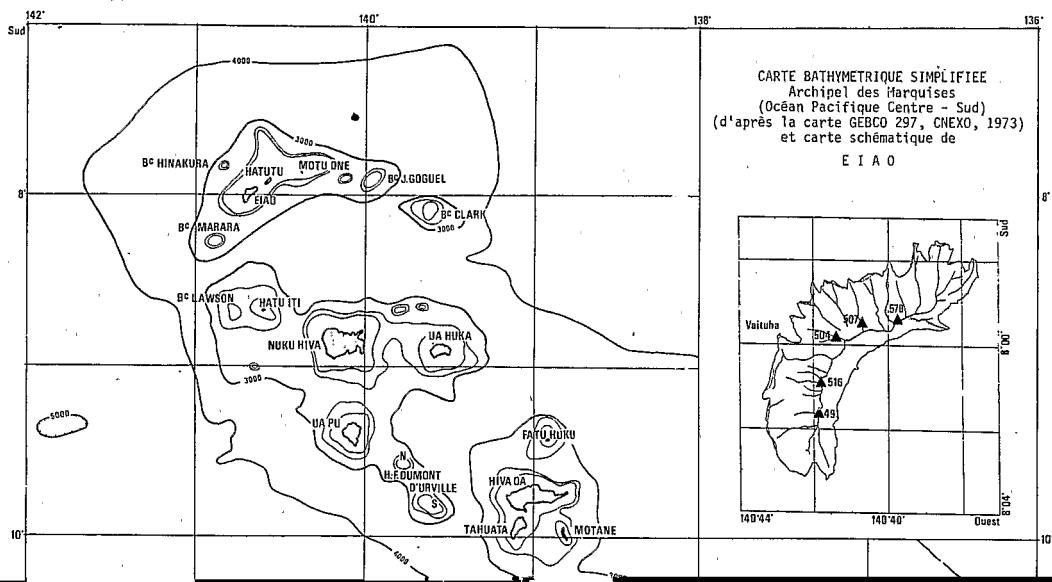 142°
140°
138°
136°
Sud
4000
3000
Bc HINAKURA
HATUTU
MOTU ONE
Bc J.GOGUEL
EIAO
8°
8°
Bc CLARK
3000
Bc MARARA
Bc LAWSON
HATU ITI
NUKU HIVA
UA HUKA
3000
5000
UA PU
FATU HUKU
N
H.F.DUMONT
D'URVILLE
S
HIVA OA
TAHUATA
MOTANE
10°
10°
4000
CARTE BATHYMETRIQUE SIMPLIFIEE
Archipel des Marquises
(Océan Pacifique Centre - Sud)
(d'après la carte GEBCO 297, CNEXO, 1973)
et carte schématique de
E I A O
Sud
Vaituha
507
578
504
8°00'
516
49
8°04'
140°44'
140°40'
Ouest